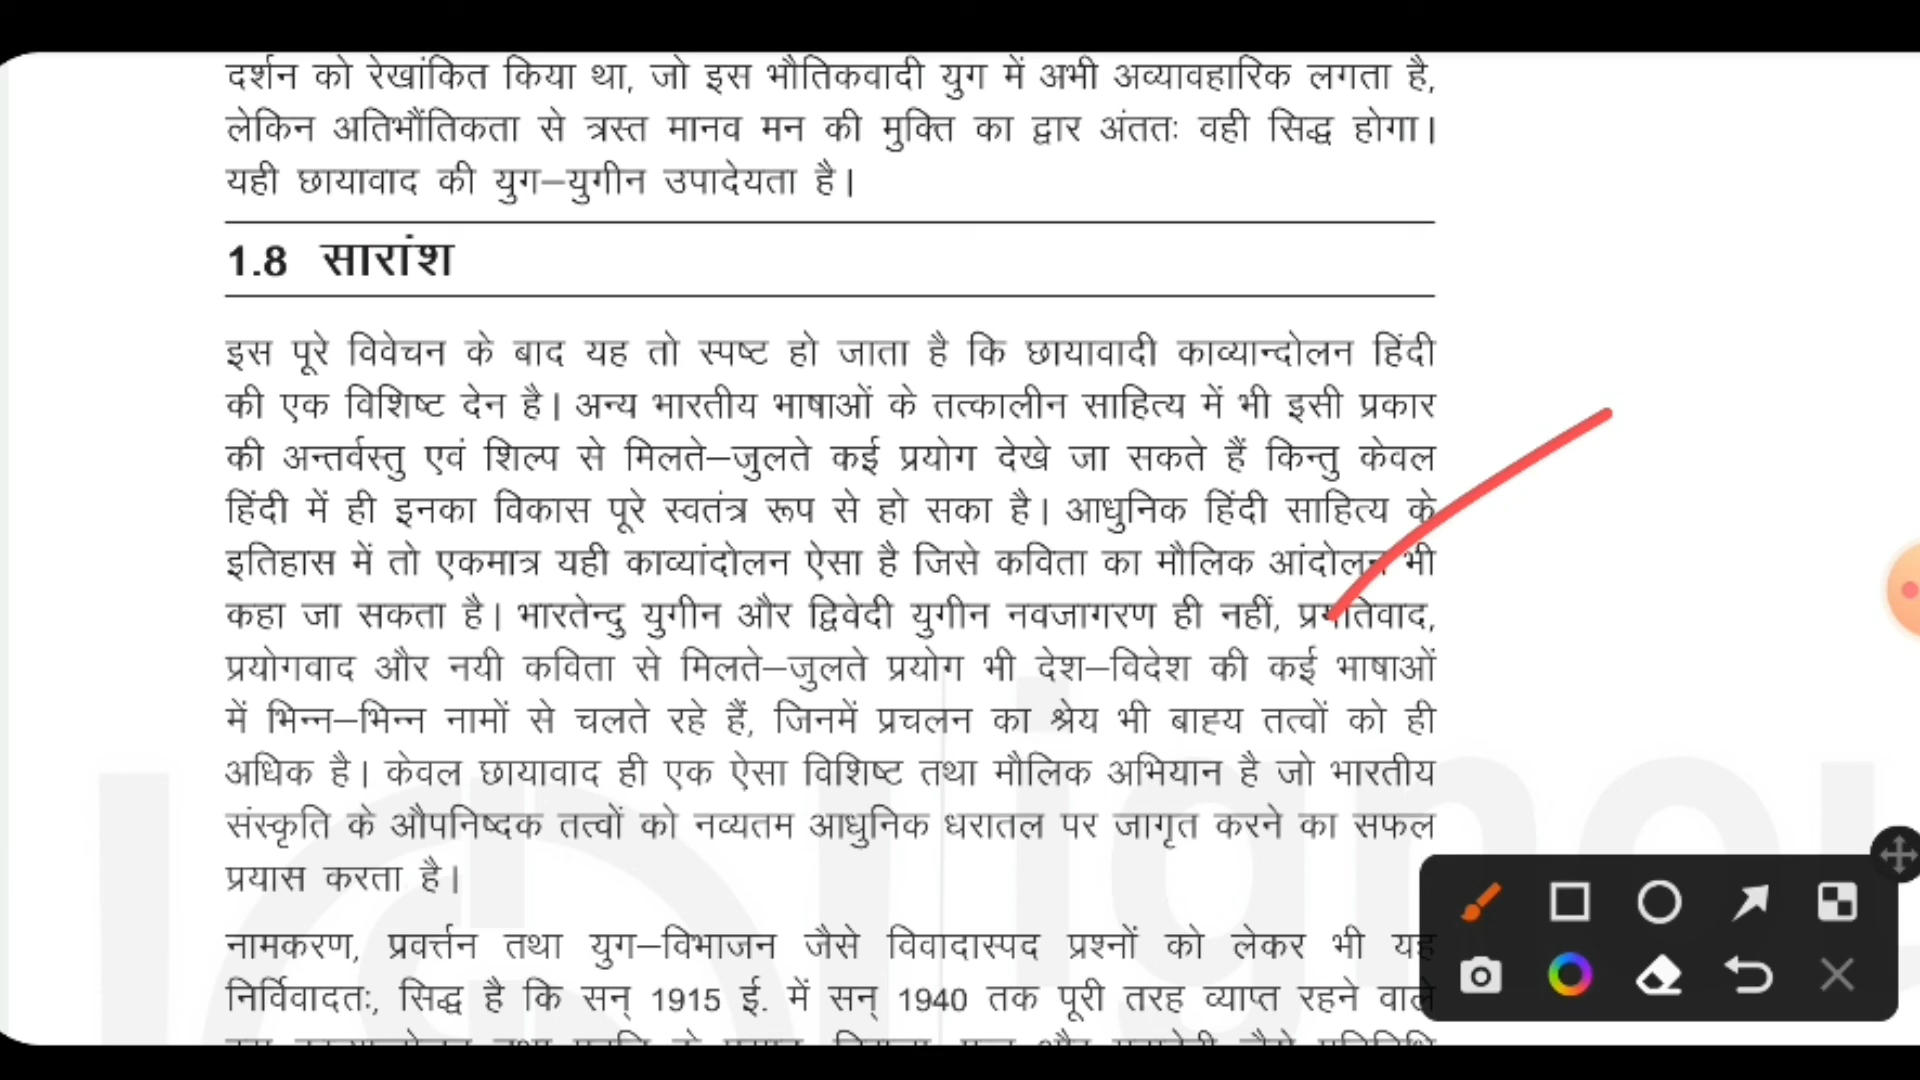 दर्शन को रेखांकित किया था, जो इस भौतिकवादी युग में अभी अव्यावहारिक लगता है,
लेकिन अतिभौंतिकता से त्रस्त मानव मन की मुक्ति का द्वार अंततः वही सिद्ध होगा।
यही छायावाद की युग–युगीन उपादेयता है।
1.8 सारांश
इस पूरे विवेचन के बाद यह तो स्पष्ट हो जाता है कि छायावादी काव्यान्दोलन हिंदी
की एक विशिष्ट देन है। अन्य भारतीय भाषाओं के तत्कालीन साहित्य में भी इसी प्रकार
की अन्तर्वस्तु एवं शिल्प से मिलते–जुलते कई प्रयोग देखे जा सकते हैं किन्तु केवल
हिंदी में ही इनका विकास पूरे स्वतंत्र रूप से हो सका है। आधुनिक हिंदी साहित्य के
इतिहास में तो एकमात्र यही काव्यांदोलन ऐसा है जिसे कविता का मौलिक आंदोलन भी
कहा जा सकता है। भारतेन्दु युगीन और द्विवेदी युगीन नवजागरण ही नहीं, प्रगतिवाद,
प्रयोगवाद और नयी कविता से मिलते–जुलते प्रयोग भी देश–विदेश की कई भाषाओं
में भिन्न–भिन्न नामों से चलते रहे हैं, जिनमें प्रचलन का श्रेय भी बाह्य तत्वों को ही
अधिक है। केवल छायावाद ही एक ऐसा विशिष्ट तथा मौलिक अभियान है जो भारतीय
संस्कृति के औपनिष्दक तत्वों को नव्यतम आधुनिक धरातल पर जागृत करने का सफल
प्रयास करता है।
नामकरण, प्रवर्त्तन तथा युग–विभाजन जैसे विवादास्पद प्रश्नों को लेकर भी यह
निर्विवादतः, सिद्ध है कि सन् 1915 ई. में सन् 1940 तक पूरी तरह व्याप्त रहने वाले